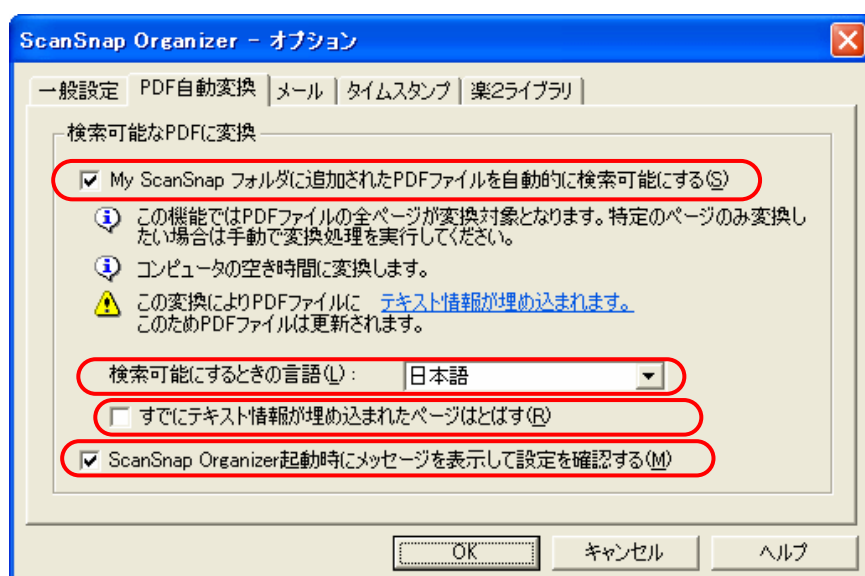 ScanSnap Organizer - オプション
一般設定 PDF自動変換 メール タイムスタンプ 楽2ライブラリ
検索可能なPDFに変換
My ScanSnap フォルダに追加されたPDFファイルを自動的に検索可能にする(S)
この機能ではPDFファイルの全ページが変換対象となります。特定のページのみ変換し
たい場合は手動で変換処理を実行してください。
コンピュータの空き時間に変換します。
この変換によりPDFファイルに テキスト情報が埋め込まれます。
このためPDFファイルは更新されます。
検索可能にするときの言語(L): 日本語
すでにテキスト情報が埋め込まれたページはとばす(R)
ScanSnap Organizer起動時にメッセージを表示して設定を確認する(M)
OK キャンセル ヘルプ